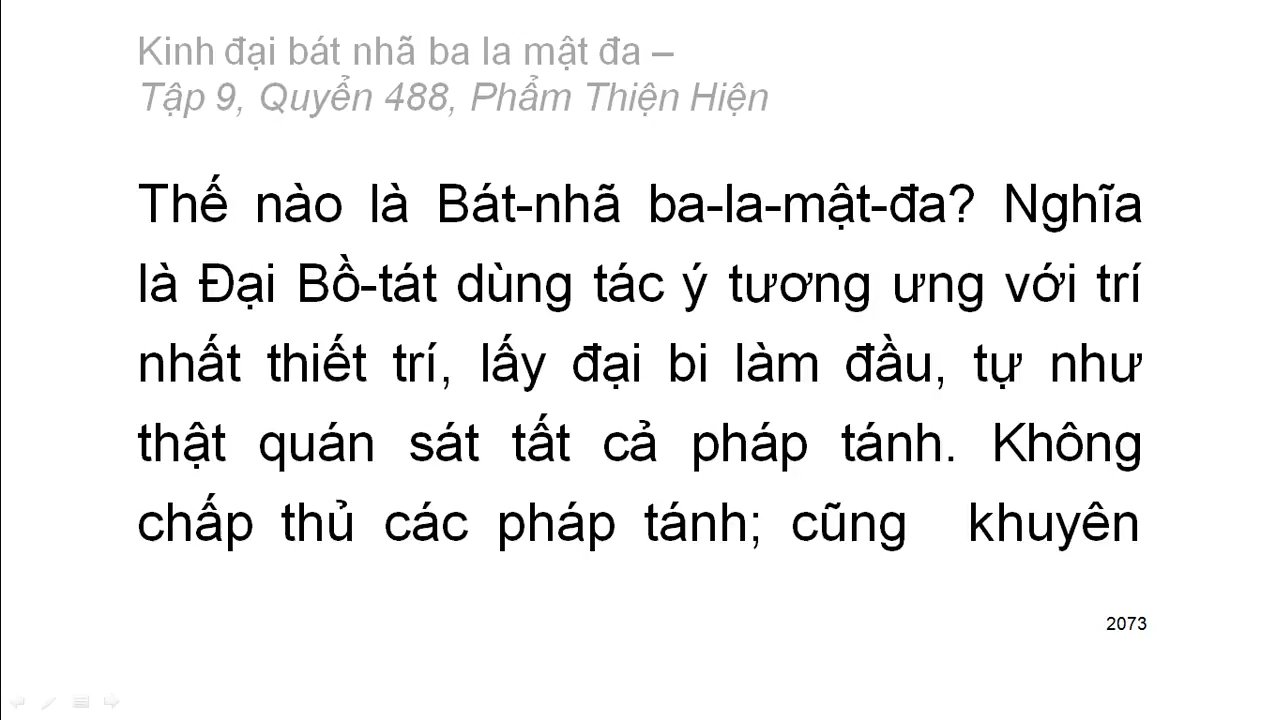 Kinh đại bát nhã ba la mật đa –
Tập 9, Quyển 488, Phẩm Thiện Hiện
Thế nào là Bát-nhã ba-la-mật-đa? Nghĩa
là Đại Bồ-tát dùng tác ý tương ưng với trí
nhất thiết trí, lấy đại bi làm đầu, tự như
thật quán sát tất cả pháp tánh. Không
chấp thủ các pháp tánh; cũng khuyên
2073